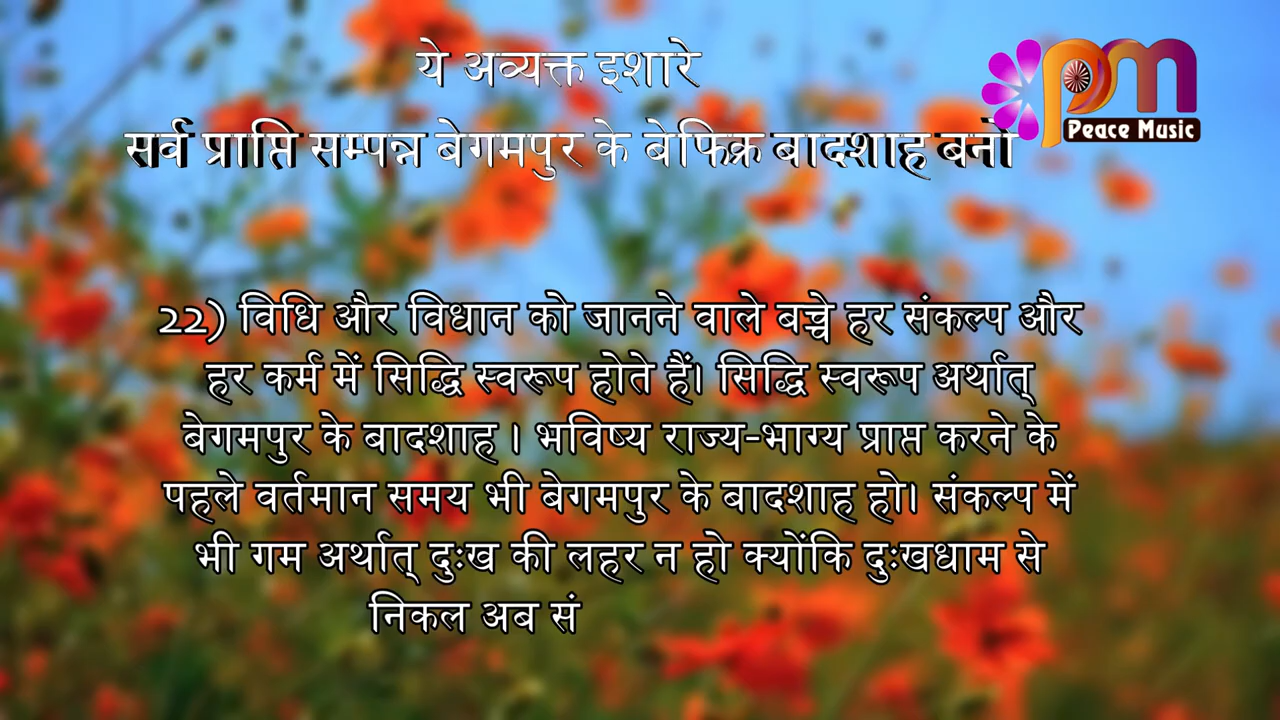 ये अव्यक्त इशारे
सर्व प्राप्ति सम्पन्न बेगमपुर के बेफिक्र बादशाह बनो
pm
Peace Music
22) विधि और विधान को जानने वाले बच्चे हर संकल्प और
हर कर्म में सिद्धि स्वरूप होते हैं। सिद्धि स्वरूप अर्थात्
बेगमपुर के बादशाह । भविष्य राज्य-भाग्य प्राप्त करने के
पहले वर्तमान समय भी बेगमपुर के बादशाह हो। संकल्प में
भी गम अर्थात् दुःख की लहर न हो क्योंकि दुःखधाम से
निकल अब सं